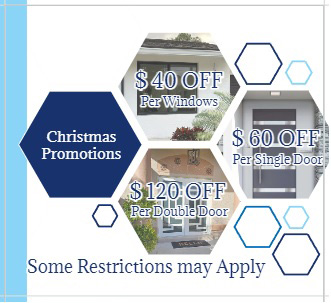 Christmas
Promotions
$ 40 OFF
Per Windows
$ 60 OFF
Per Single Door
$ 120 OFF
Per Double Door
Some Restrictions may Apply